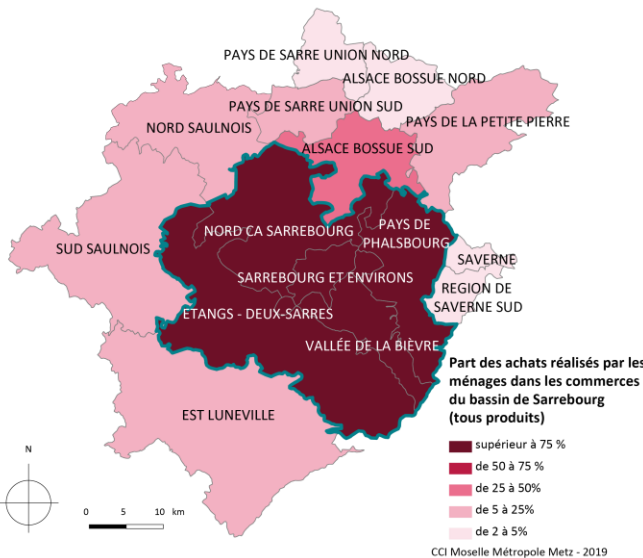 PAYS DE SARRE UNION NORD
ALSACE BOSSUE NORD
PAYS DE SARRE UNION SUD
PAYS DE LA PETITE PIERRE
NORD SAULNOIS
ALSACE BOSSUE SUD
NORD CA SARREBOURG
PAYS DE
PHALSBOURG
SUD SAULNOIS
SAVERNE
SARREBOURG ET ENVIRONS
REGION DE
SAVERNE SUD
ETANGS - DEUX-SARRES
VALLÉE DE LA BIÈVRE
EST LUNEVILLE
Part des achats réalisés par les
ménages dans les commerces
du bassin de Sarrebourg
(tous produits)
supérieur à 75 %
de 50 à 75 %
de 25 à 50%
de 5 à 25%
de 2 à 5%
N
0 5 10 km
CCI Moselle Métropole Metz - 2019